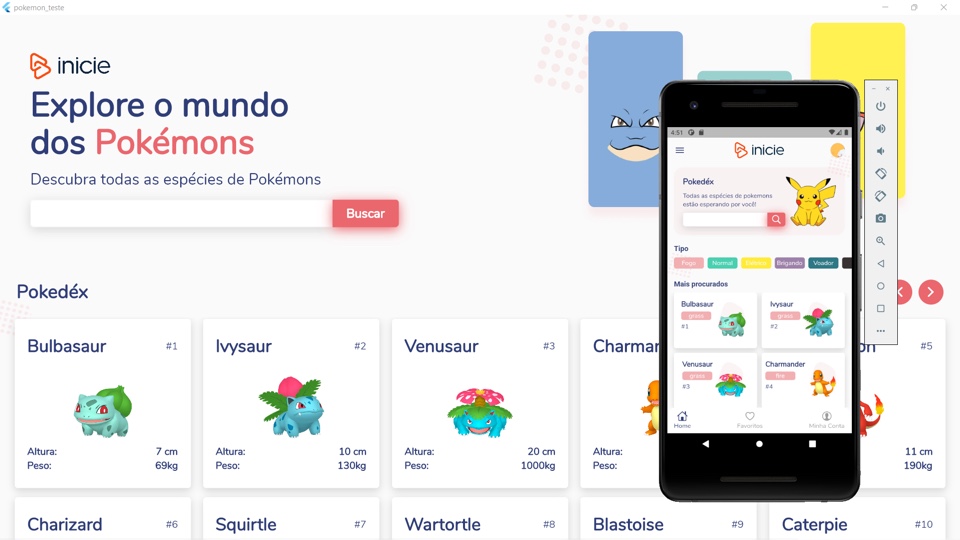 pokemon_teste
inicie
Explore o mundo
dos Pokémons
Descubra todas as espécies de Pokémons
Buscar
Pokedéx
Bulbasaur #1
Altura: 7 cm
Peso: 69kg
Ivysaur #2
Altura: 10 cm
Peso: 130kg
Venusaur #3
Altura: 20 cm
Peso: 1000kg
Charman
Altura:
Peso:
on #5
11 cm
190kg
Charizard #6
Squirtle #7
Wartortle #8
Blastoise #9
Caterpie #10
4:51
inicie
Pokedéx
Todas as espécies de pokemons
estão esperando por você!
Tipo
Fogo Normal Elétrico Brigando Voador
Mais procurados
Bulbasaur
grass
#1
Ivysaur
grass
#2
Venusaur
grass
#3
Charmander
fire
#4
Home Favoritos Minha Conta